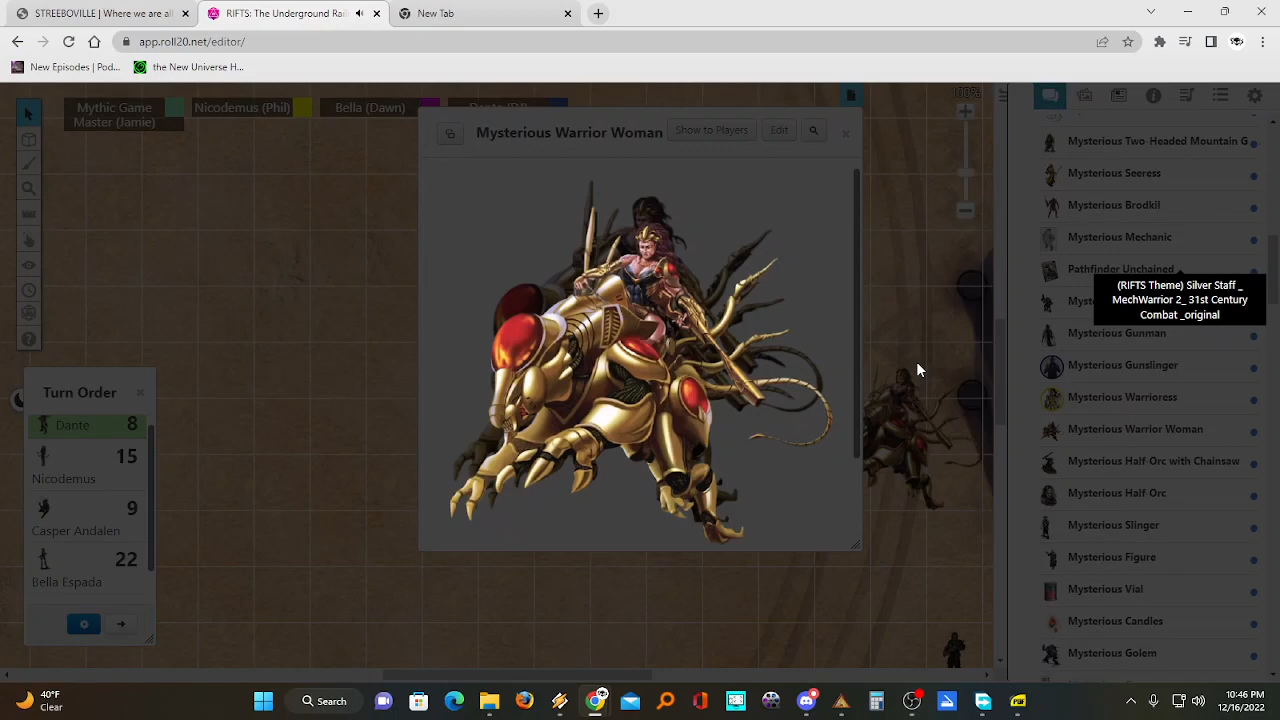 STREEBOVILLE | Where we are all
RIFTS: The Underground Rail
New Tab
app.roll20.net/editor/
New Episodes | Pod...
the New Universe H...
Mythic Game
Master (Jamie)
Nicodemus (Phil)
Bella (Dawn)
100%
Mysterious Warrior Woman
Show to Players
Edit
Mysterious Two-Headed Mountain G
Mysterious Seeress
Mysterious Brodkil
Mysterious Mechanic
Pathfinder Unchained
(RIFTS Theme) Silver Staff _
MechWarrior 2_ 31st Century
Combat _original
Mysterious Gunman
Mysterious Gunslinger
Mysterious Warrioress
Mysterious Warrior Woman
Mysterious Half-Orc with Chainsaw
Mysterious Half-Orc
Mysterious Slinger
Mysterious Figure
Mysterious Vial
Mysterious Candles
Mysterious Golem
Turn Order
Dante 8
15
Nicodemus
9
Casper Andalen
22
Bella Espada
40°F
Clear
Search
10:46 PM
12/16/2022